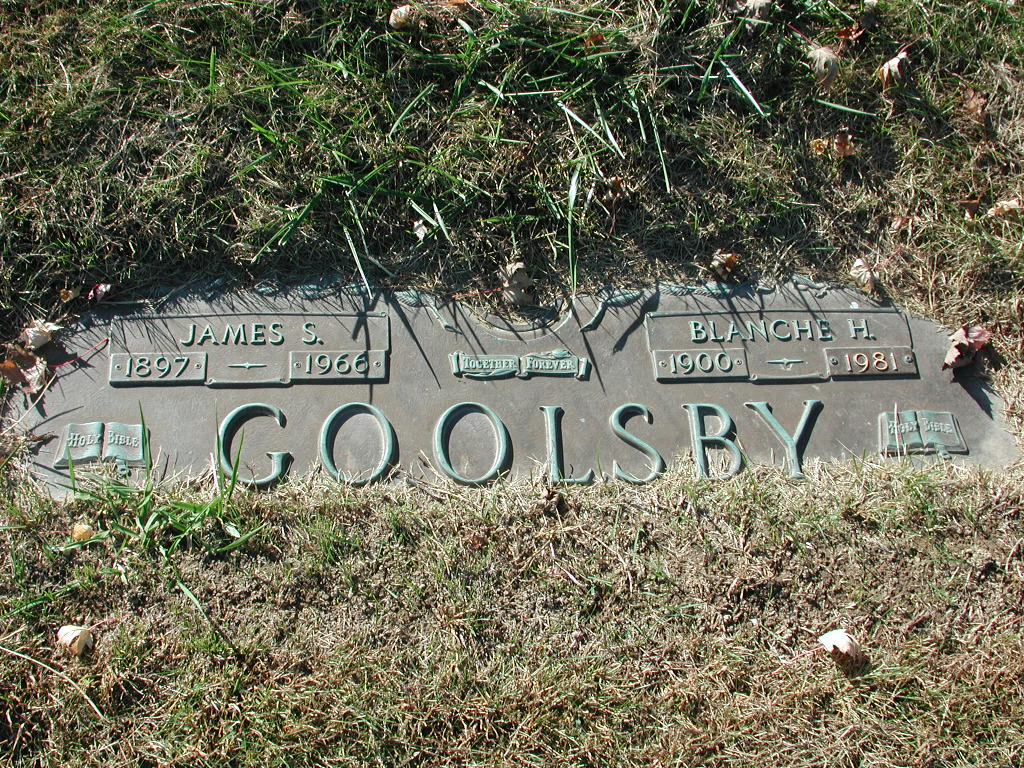 JAMES S.
1897 — 1966
TOGETHER FOREVER
BLANCHE H.
1900 — 1981
HOLY BIBLE
GOOLSBY
HOLY BIBLE